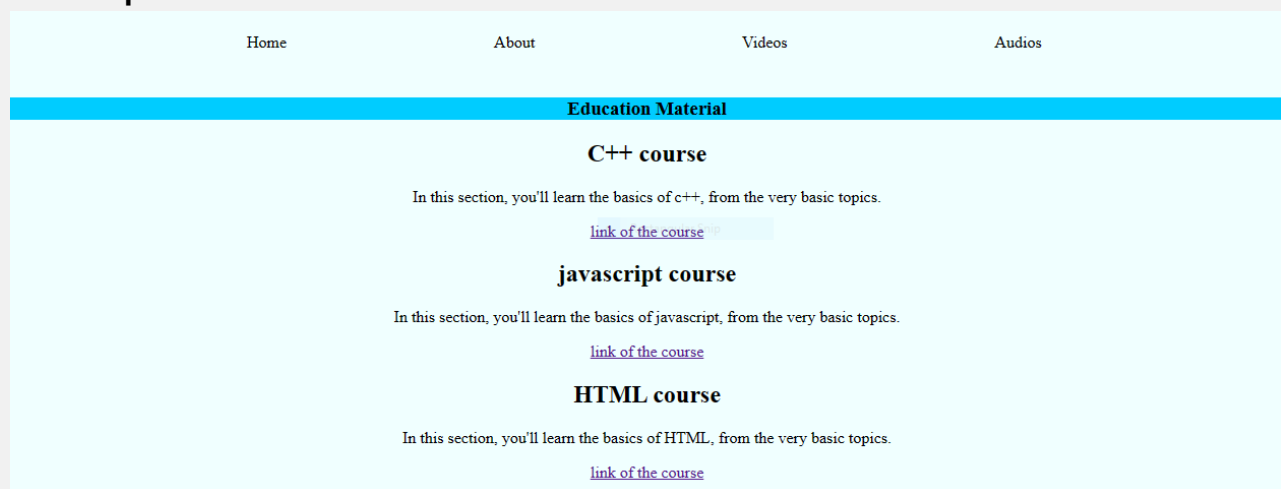 Home About Videos Audios
Education Material
C++ course
In this section, you'll learn the basics of c++, from the very basic topics.
link of the course
javascript course
In this section, you'll learn the basics of javascript, from the very basic topics.
link of the course
HTML course
In this section, you'll learn the basics of HTML, from the very basic topics.
link of the course